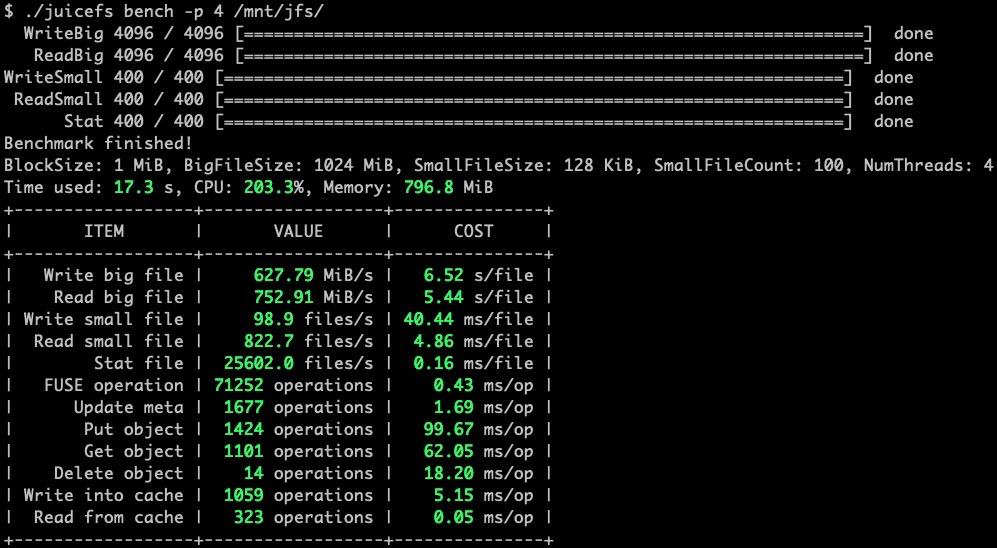 $ ./juicefs bench -p 4 /mnt/jfs/
WriteBig 4096 / 4096 [==============================================================]  done
ReadBig 4096 / 4096 [==============================================================]  done
WriteSmall 400 / 400 [==============================================================]  done
ReadSmall 400 / 400 [==============================================================]  done
Stat 400 / 400 [==============================================================]  done
Benchmark finished!
BlockSize: 1 MiB, BigFileSize: 1024 MiB, SmallFileSize: 128 KiB, SmallFileCount: 100, NumThreads: 4
Time used: 17.3 s, CPU: 203.3%, Memory: 796.8 MiB
+------------------+------------------+---------------+
|       ITEM       |       VALUE      |      COST     |
+------------------+------------------+---------------+
|   Write big file |     627.79 MiB/s |   6.52 s/file |
|    Read big file |     752.91 MiB/s |   5.44 s/file |
| Write small file |     98.9 files/s | 40.44 ms/file |
|  Read small file |    822.7 files/s |  4.86 ms/file |
|        Stat file |  25602.0 files/s |  0.16 ms/file |
|   FUSE operation | 71252 operations |    0.43 ms/op |
|      Update meta |  1677 operations |    1.69 ms/op |
|       Put object |  1424 operations |   99.67 ms/op |
|       Get object |  1101 operations |   62.05 ms/op |
|    Delete object |    14 operations |   18.20 ms/op |
| Write into cache |  1059 operations |    5.15 ms/op |
|  Read from cache |   323 operations |    0.05 ms/op |
+------------------+------------------+---------------+